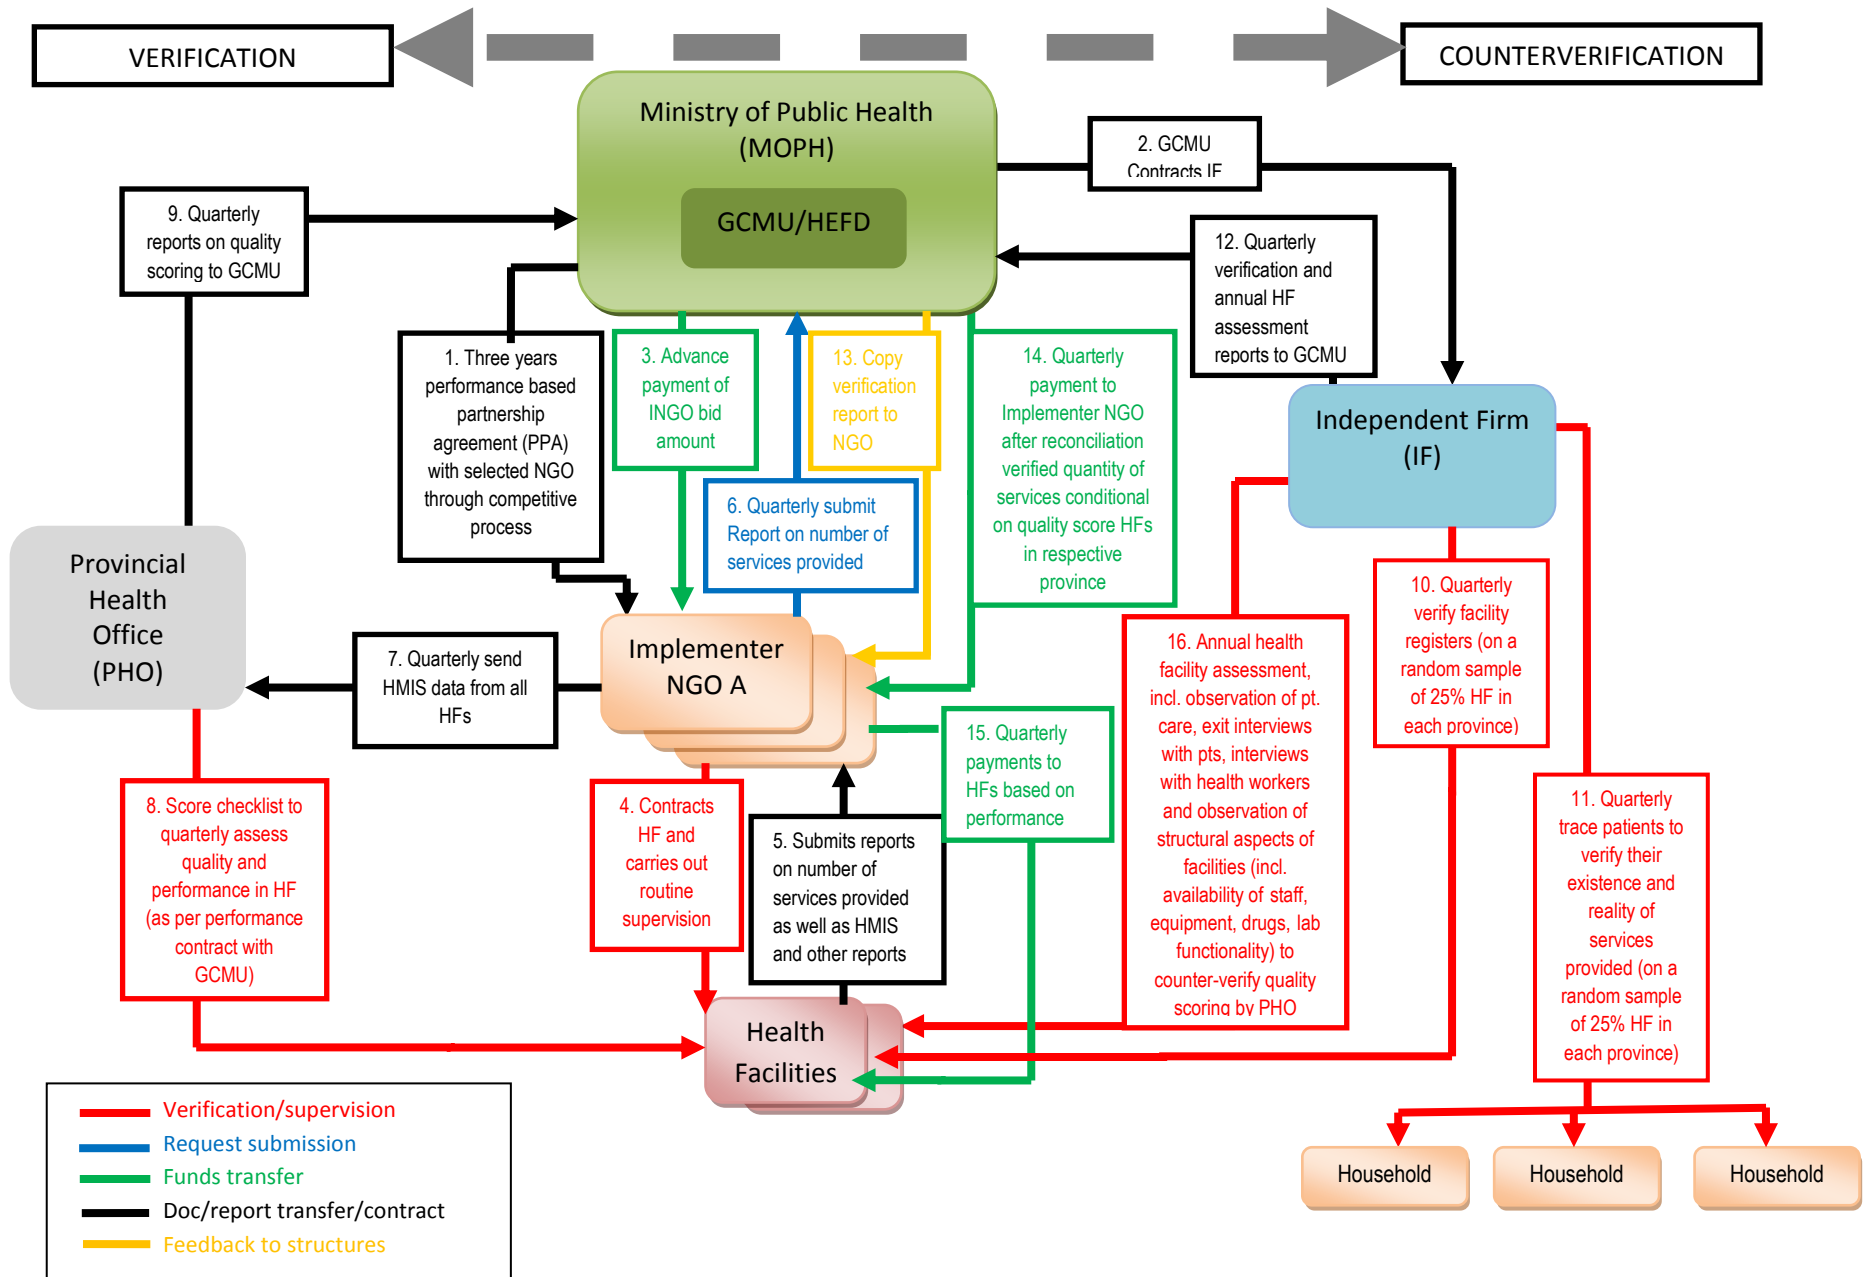 VERIFICATION
COUNTERVERIFICATION
Ministry of Public Health
(MOPH)
GCMU/HEFD
2. GCMU
Contracts IF
9. Quarterly
reports on quality
scoring to GCMU
12. Quarterly
verification and
annual HF
assessment
reports to GCMU
1. Three years
performance based
partnership
agreement (PPA)
with selected NGO
through competitive
process
3. Advance
payment of
INGO bid
amount
13. Copy
verification
report to
NGO
14. Quarterly
payment to
Implementer NGO
after reconciliation
verified quantity of
services conditional
on quality score HFs
in respective
province
Independent Firm
(IF)
6. Quarterly submit
Report on number of
services provided
Provincial
Health
Office
(PHO)
10. Quarterly
verify facility
registers (on a
random sample
of 25% HF in
each province)
Implementer
NGO A
7. Quarterly send
HMIS data from all
HFs
16. Annual health
facility assessment,
incl. observation of pt.
care, exit interviews
with pts, interviews
with health workers
and observation of
structural aspects of
facilities (incl.
availability of staff,
equipment, drugs, lab
functionality) to
counter-verify quality
scoring by PHO
15. Quarterly
payments to
HFs based on
performance
8. Score checklist to
quarterly assess
quality and
performance in HF
(as per performance
contract with
GCMU)
4. Contracts
HF and
carries out
routine
supervision
5. Submits reports
on number of
services provided
as well as HMIS
and other reports
11. Quarterly
trace patients to
verify their
existence and
reality of
services
provided (on a
random sample
of 25% HF in
each province)
Health
Facilities
Verification/supervision
Request submission
Funds transfer
Doc/report transfer/contract
Feedback to structures
Household
Household
Household